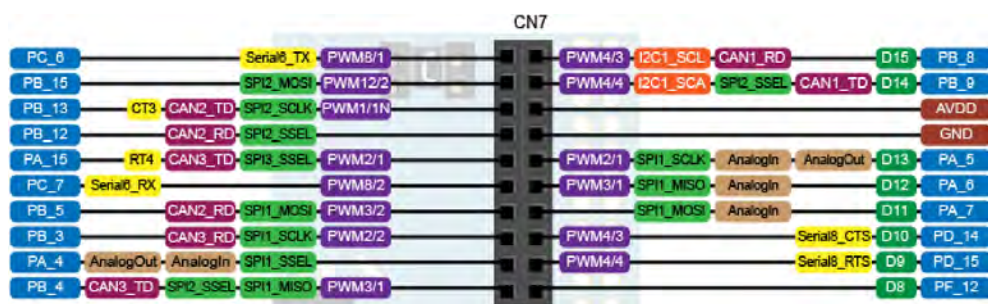 CN7
PC_6 Serial6_TX PWM8/1 PWM4/3 I2C1_SCL CAN1_RD D15 PB_8
PB_15 SPI2_MOSI PWM12/2 PWM4/4 I2C1_SCA SPI2_SSEL CAN1_TD D14 PB_9
PB_13 CT3 CAN2_TD SPI2_SCLK PWM1/1N AVDD
PB_12 CAN2_RD SPI2_SSEL GND
PA_15 RT4 CAN3_TD SPI3_SSEL PWM2/1 PWM2/1 SPI1_SCLK AnalogIn AnalogOut D13 PA_5
PC_7 Serial6_RX PWM8/2 PWM3/1 SPI1_MISO AnalogIn D12 PA_6
PB_5 CAN2_RD SPI1_MOSI PWM3/2 SPI1_MOSI AnalogIn D11 PA_7
PB_3 CAN3_RD SPI1_SCLK PWM2/2 PWM4/3 Serial8_CTS D10 PD_14
PA_4 AnalogOut AnalogIn SPI1_SSEL PWM4/4 Serial8_RTS D9 PD_15
PB_4 CAN3_TD SPI2_SSEL SPI1_MISO PWM3/1 D8 PF_12